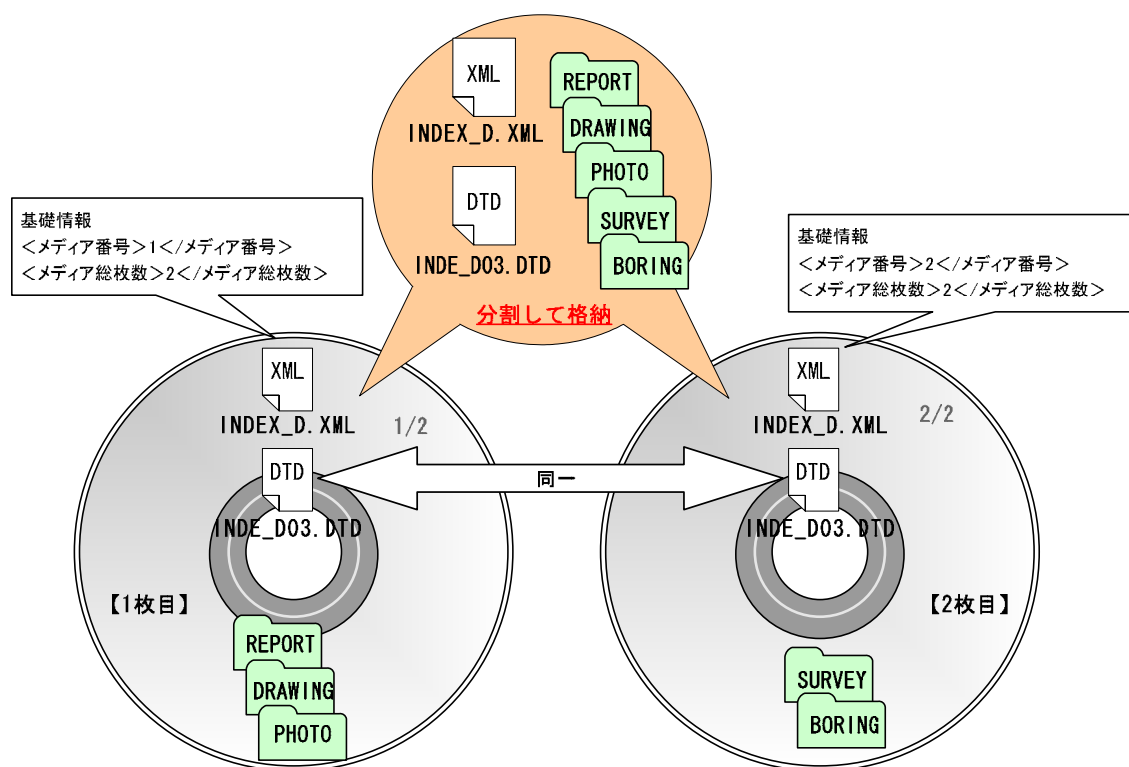 XML
INDEX_D.XML
DTD
INDE_D03.DTD
REPORT
DRAWING
PHOTO
SURVEY
BORING
分割して格納
基礎情報
<メディア番号>1</メディア番号>
<メディア総枚数>2</メディア総枚数>
基礎情報
<メディア番号>2</メディア番号>
<メディア総枚数>2</メディア総枚数>
XML
INDEX_D.XML
1/2
DTD
INDE_D03.DTD
【1枚目】
REPORT
DRAWING
PHOTO
同一
XML
INDEX_D.XML
2/2
DTD
INDE_D03.DTD
【2枚目】
SURVEY
BORING